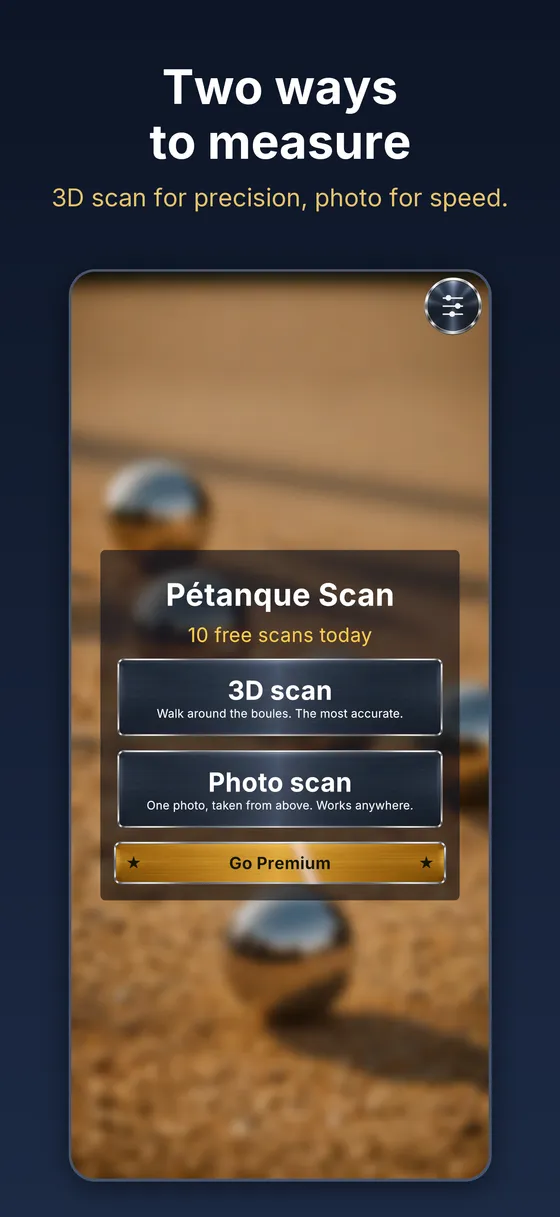 Two ways
to measure
3D scan for precision, photo for speed.
Pétanque Scan
10 free scans today
3D scan
Walk around the boules. The most accurate.
Photo scan
One photo, taken from above. Works anywhere.
★ Go Premium ★